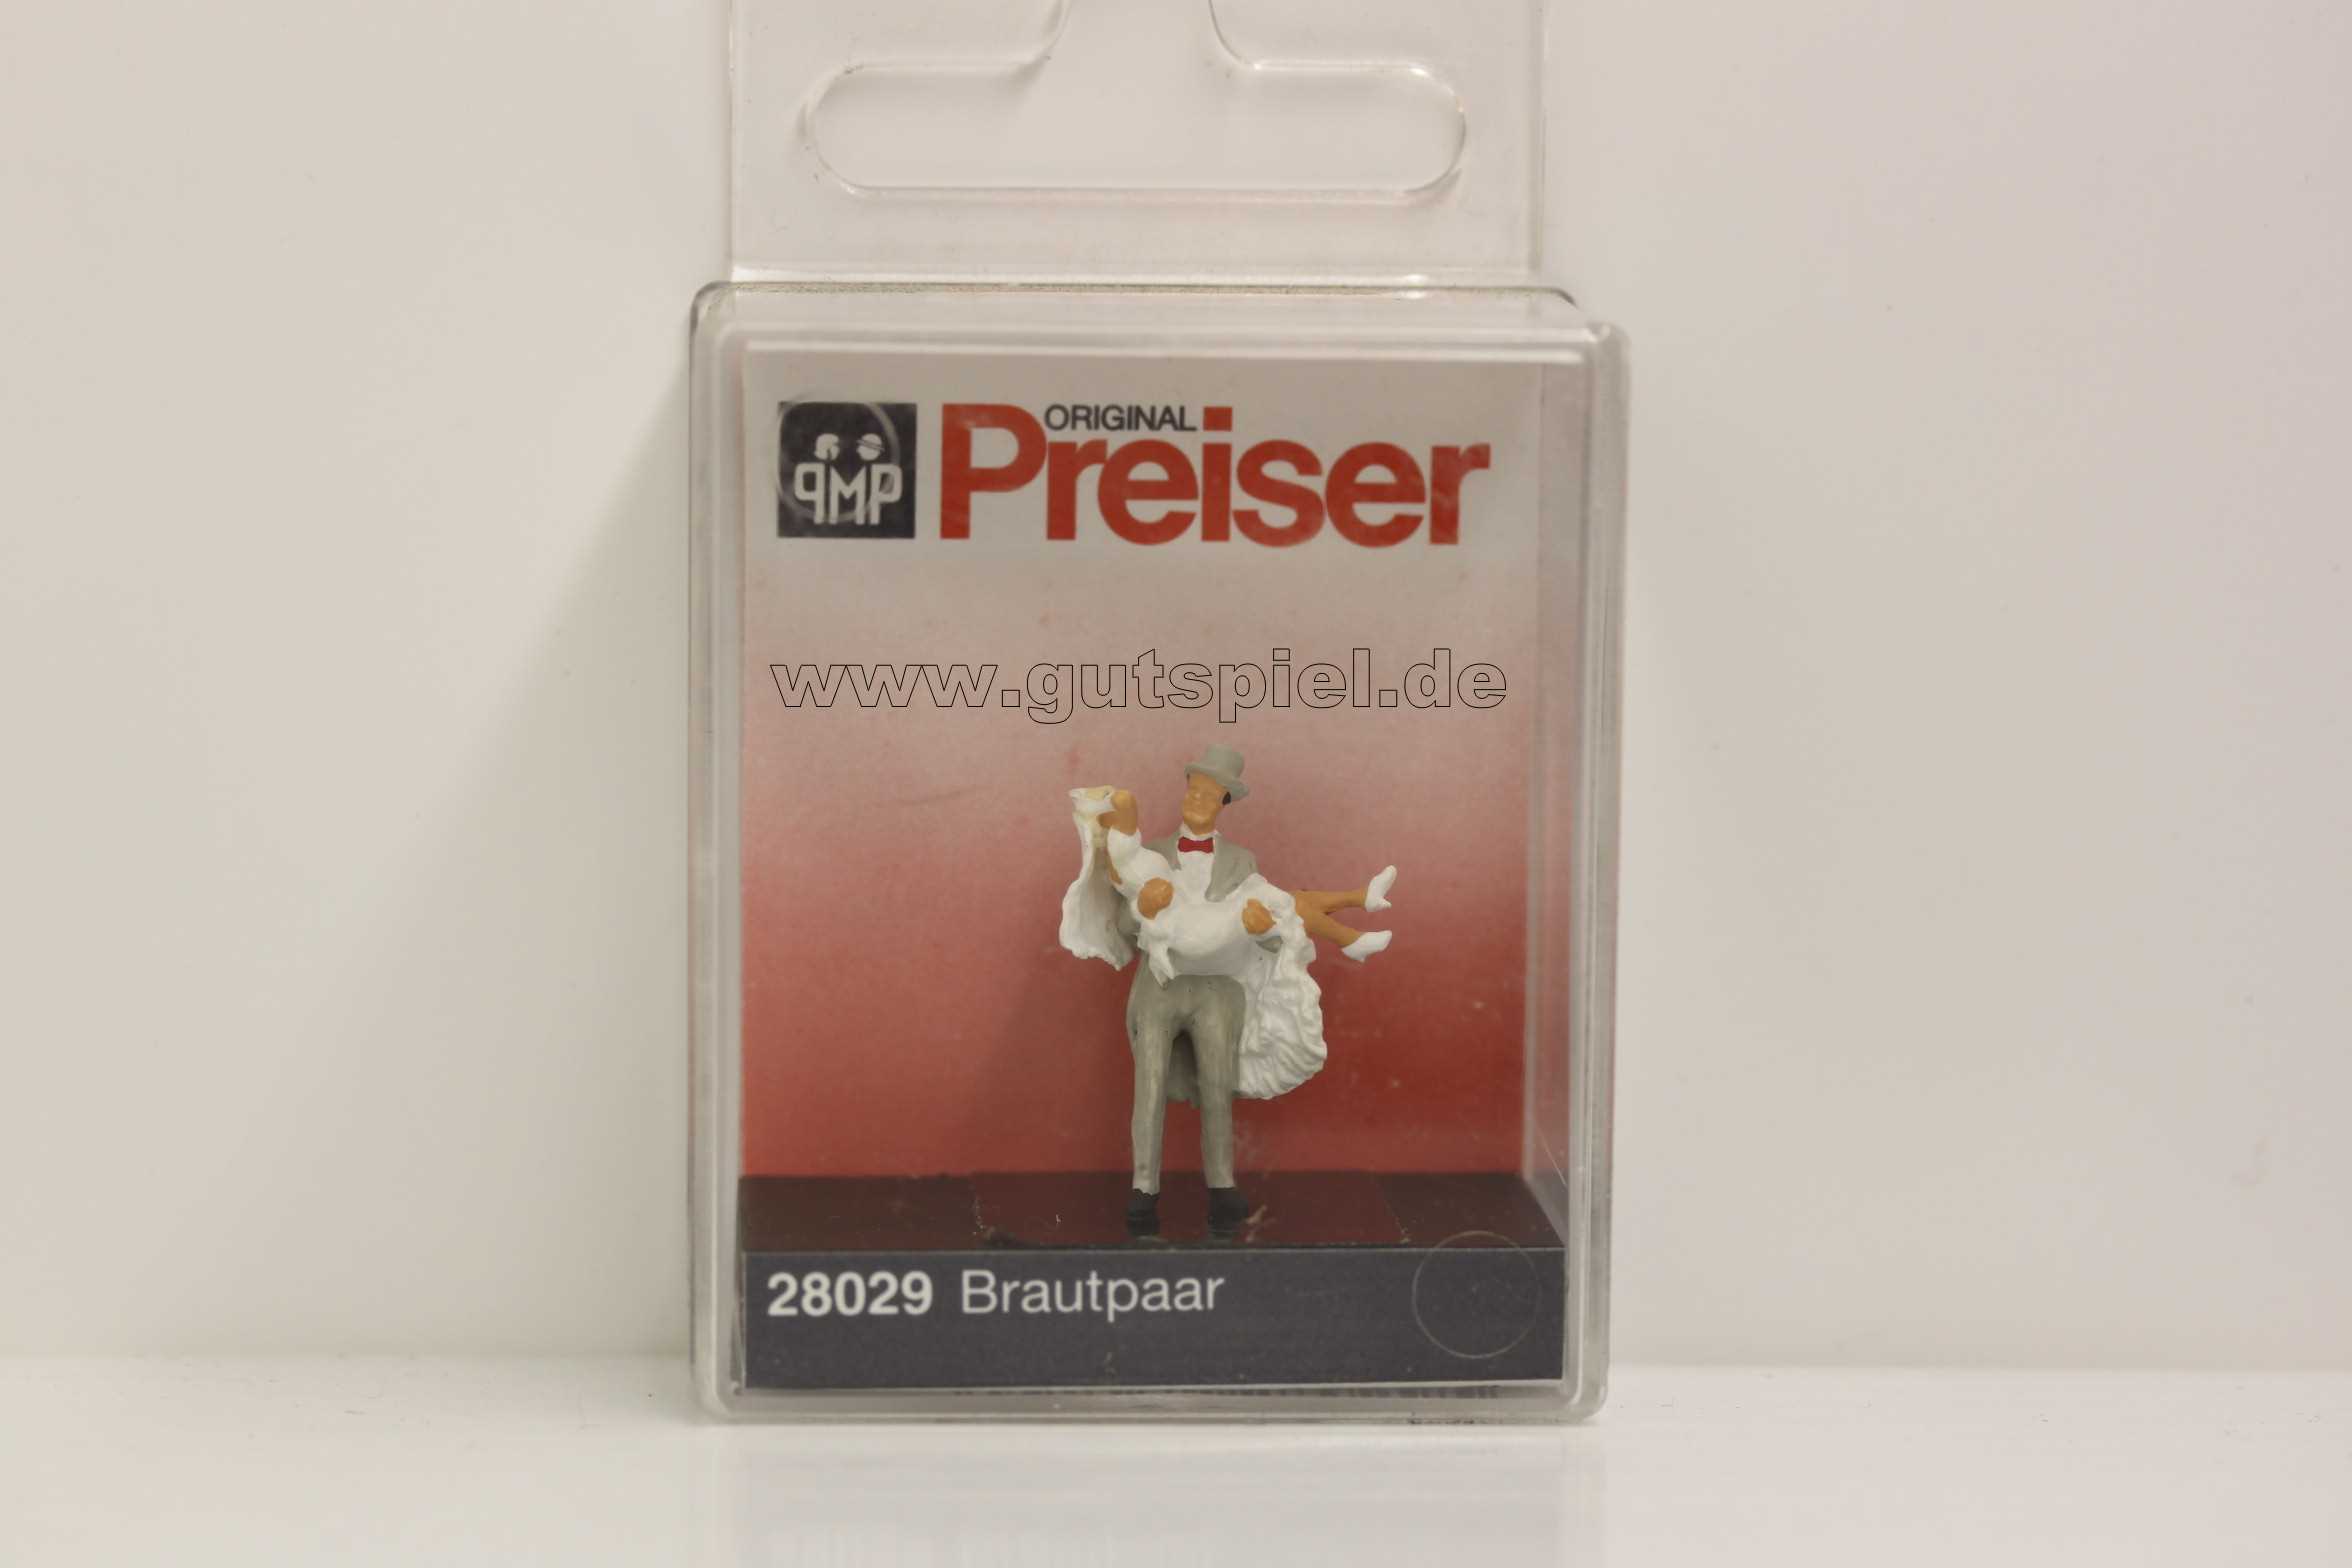 PMP
ORIGINAL
Preiser
www.gutspiel.de
28029 Brautpaar